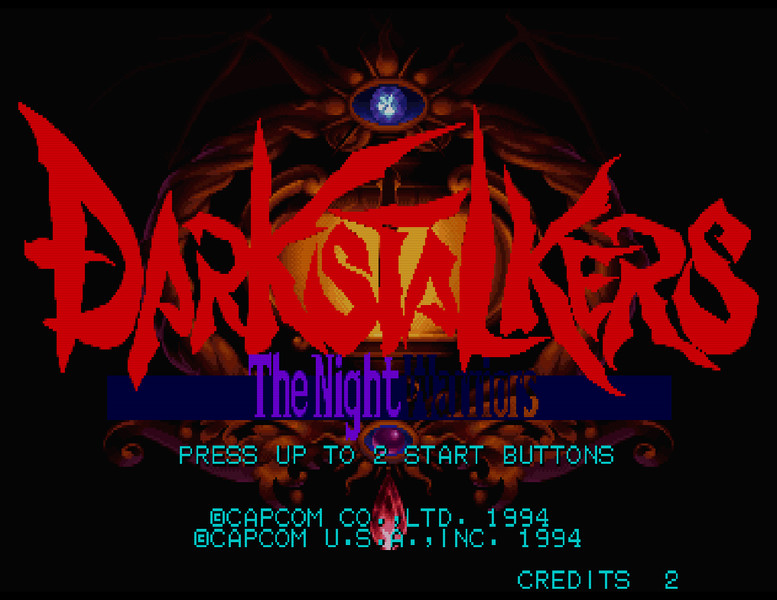 DARKSTALKERS
The Night Warriors
PRESS UP TO 2 START BUTTONS
©CAPCOM CO.,LTD. 1994
©CAPCOM U.S.A.,INC. 1994
CREDITS 2